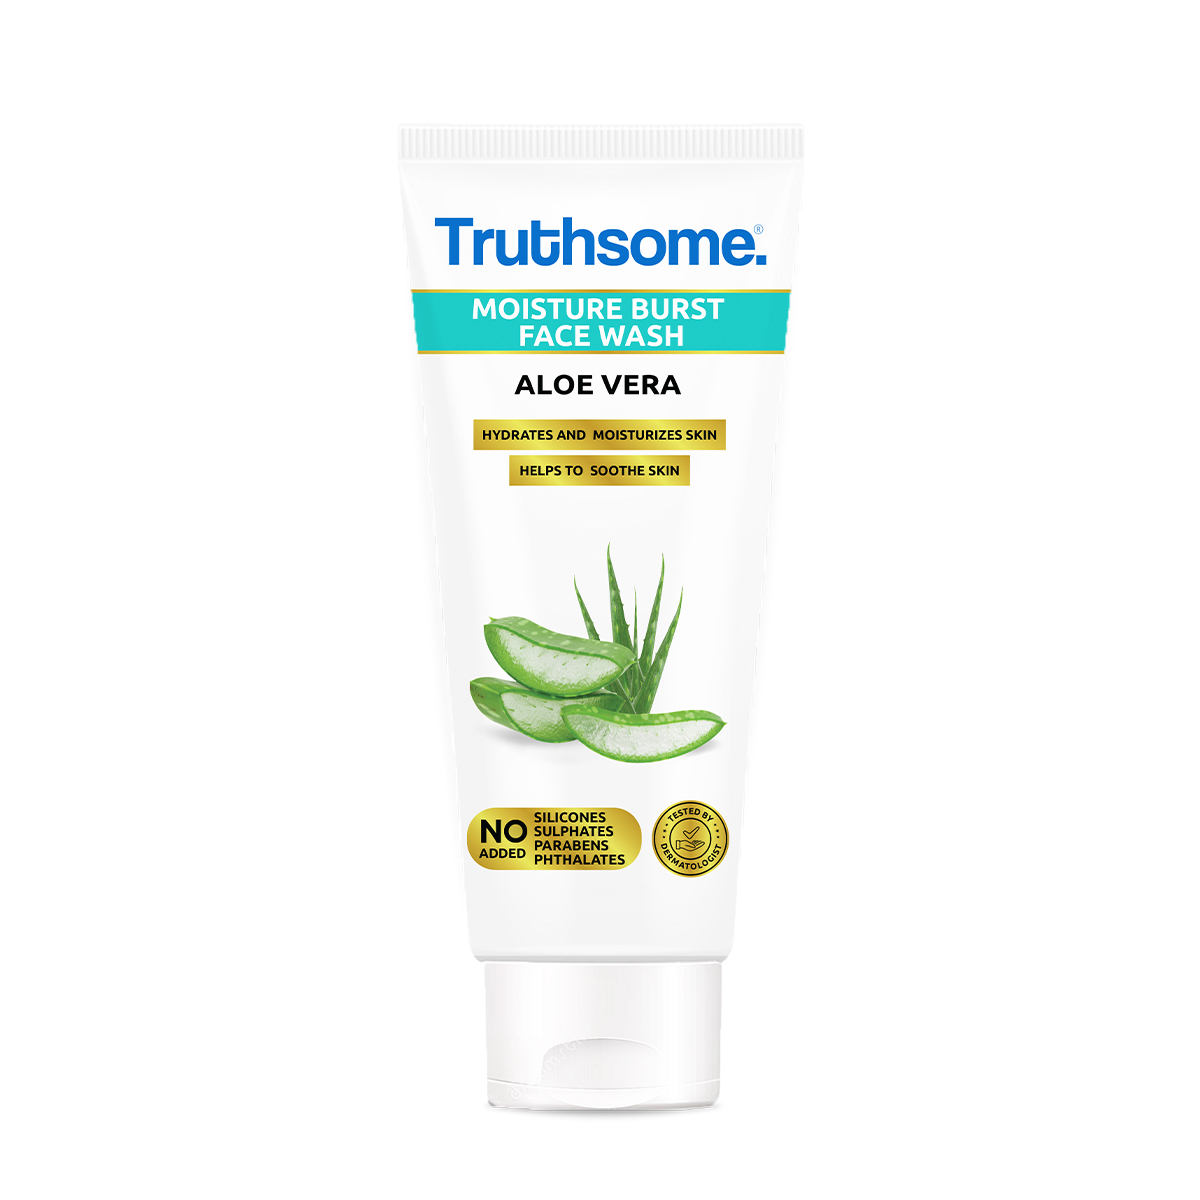 Truthsome.®
MOISTURE BURST
FACE WASH
ALOE VERA
HYDRATES AND MOISTURIZES SKIN
HELPS TO SOOTHE SKIN
NO
ADDED
SILICONES
SULPHATES
PARABENS
PHTHALATES
TESTED BY
DERMATOLOGIST